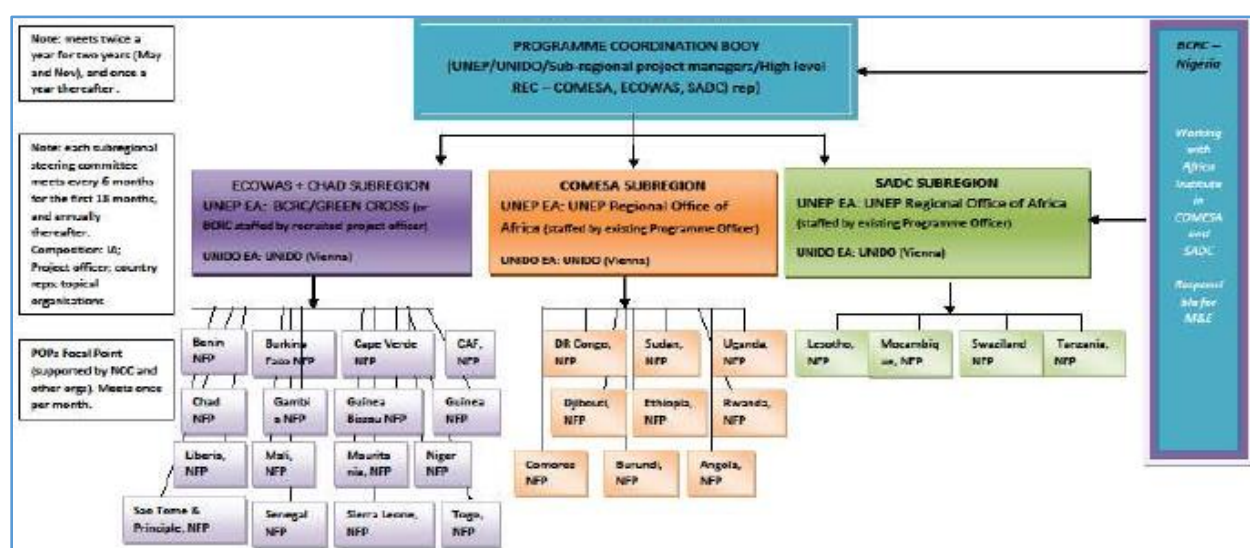 Note: meets twice a
year for two years (May
and Nov), and once a
year thereafter .
PROGRAMME COORDINATION BODY
(UNEP/UNIDO/Sub-regional project managers/High level
REC – COMESA, ECOWAS, SADC) rep)
BCRC –
Nigeria
Working
with
Africa
Institute
in
COMESA
and
SADC
Responsi
ble for
M&E
Note: each subregional
steering committee
meets every 6 months
for the first 18 months,
and annually
thereafter.
Composition: IA;
Project officer; country
reps; topical
organisations
ECOWAS + CHAD SUBREGION
UNEP EA: BCRC/GREEN CROSS (or
BCRC staffed by recruited project officer)
UNIDO EA: UNIDO (Vienna)
COMESA SUBREGION
UNEP EA: UNEP Regional Office of
Africa (staffed by existing Programme Officer)
UNIDO EA: UNIDO (Vienna)
SADC SUBREGION
UNEP EA: UNEP Regional Office of Africa
(staffed by existing Programme Officer)
UNIDO EA: UNIDO (Vienna)
POPs Focal Point
(supported by NCC and
other orgs). Meets once
per month.
Benin
NFP
Burkina
Faso NFP
Cape Verde
NFP
CAF,
NFP
Chad
NFP
Gambi
a NFP
Guinea
Bissau NFP
Guinea
NFP
Liberia,
NFP
Mali,
NFP
Maurita
nia, NFP
Niger
NFP
Sao Tome &
Principle, NFP
Senegal
NFP
Sierra Leone,
NFP
Togo,
NFP
DR Congo,
NFP
Sudan,
NFP
Uganda,
NFP
Djibouti,
NFP
Ethiopia,
NFP
Rwanda,
NFP
Comoros
NFP
Burundi,
NFP
Angola,
NFP
Lesotho,
NFP
Mozambiq
ue, NFP
Swaziland
NFP
Tanzania,
NFP